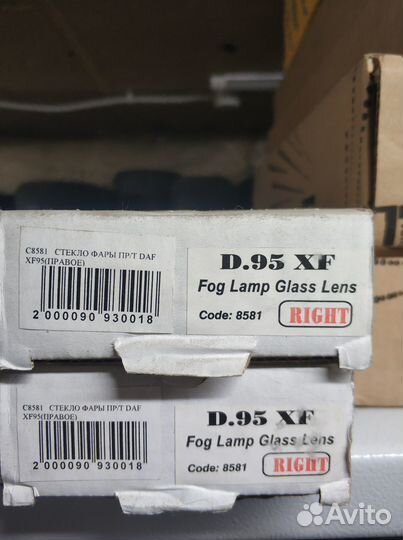 C8581 СТЕКЛО ФАРЫ ПР/Т DAF
XF95(ПРАВОЕ)
2 000090 930018
D.95 XF
Fog Lamp Glass Lens
Code: 8581 RIGHT
C8581 СТЕКЛО ФАРЫ ПР/Т DAF
XF95(ПРАВОЕ)
2 000090 930018
D.95 XF
Fog Lamp Glass Lens
Code: 8581 RIGHT
Avito